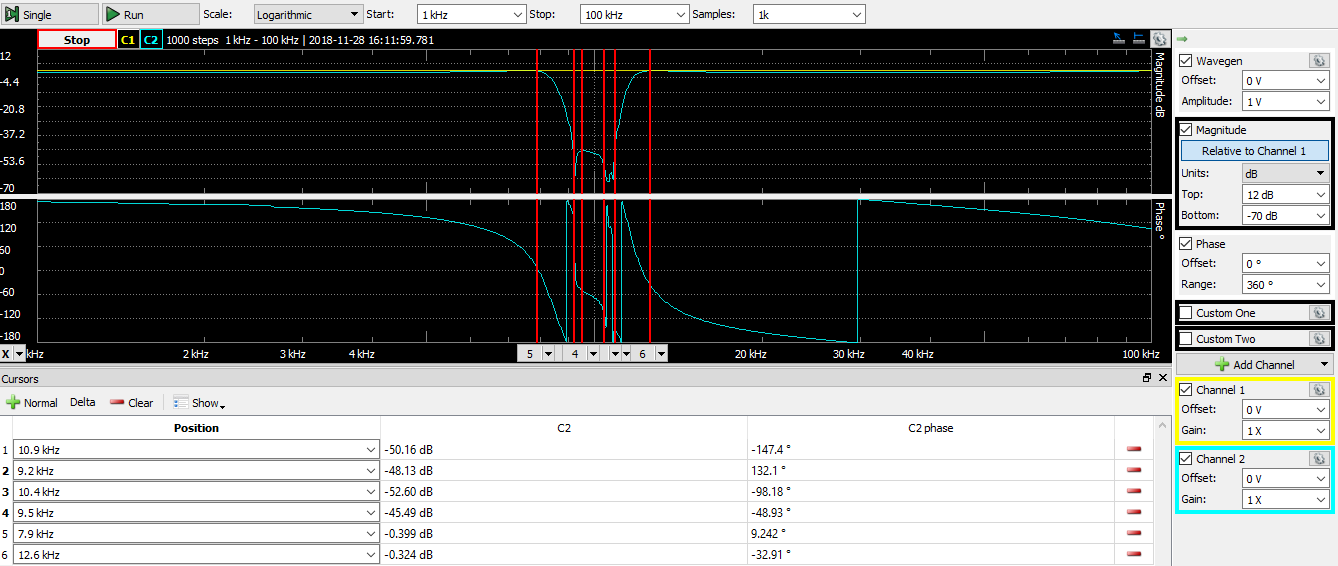 Single Run Scale: Logarithmic Start: 1 kHz Stop: 100 kHz Samples: 1k
Stop C1 C2 1000 steps 1 kHz - 100 kHz | 2018-11-28 16:11:59.781
12
-4.4
-20.8
-37.2
-53.6
-70
Magnitude dB
180
120
60
0
-60
-120
-180
Phase °
X kHz 2 kHz 3 kHz 4 kHz 5 4 6 20 kHz 30 kHz 40 kHz 100 kHz
Cursors
Normal Delta Clear Show
Position C2 C2 phase
1 10.9 kHz -50.16 dB -147.4 °
2 9.2 kHz -48.13 dB 132.1 °
3 10.4 kHz -52.60 dB -98.18 °
4 9.5 kHz -45.49 dB -48.93 °
5 7.9 kHz -0.399 dB 9.242 °
6 12.6 kHz -0.324 dB -32.91 °
Wavegen
Offset: 0 V
Amplitude: 1 V
Magnitude
Relative to Channel 1
Units: dB
Top: 12 dB
Bottom: -70 dB
Phase
Offset: 0 °
Range: 360 °
Custom One
Custom Two
Add Channel
Channel 1
Offset: 0 V
Gain: 1 X
Channel 2
Offset: 0 V
Gain: 1 X